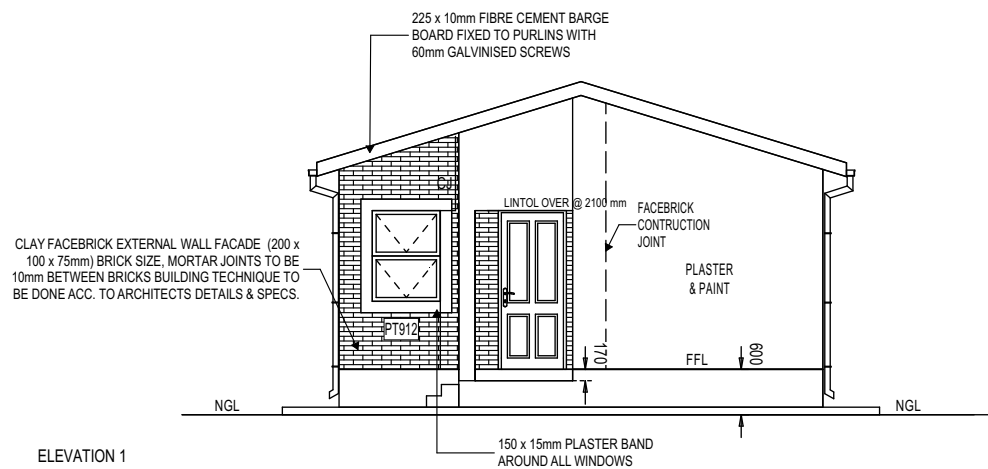 225 x 10mm FIBRE CEMENT BARGE
BOARD FIXED TO PURLINS WITH
60mm GALVINISED SCREWS
CJ
LINTOL OVER @ 2100 mm
FACEBRICK
CONTRUCTION
JOINT
CLAY FACEBRICK EXTERNAL WALL FACADE (200 x
100 x 75mm) BRICK SIZE, MORTAR JOINTS TO BE
10mm BETWEEN BRICKS BUILDING TECHNIQUE TO
BE DONE ACC. TO ARCHITECTS DETAILS & SPECS.
PLASTER
& PAINT
PT912
170
FFL
600
NGL
NGL
150 x 15mm PLASTER BAND
AROUND ALL WINDOWS
ELEVATION 1